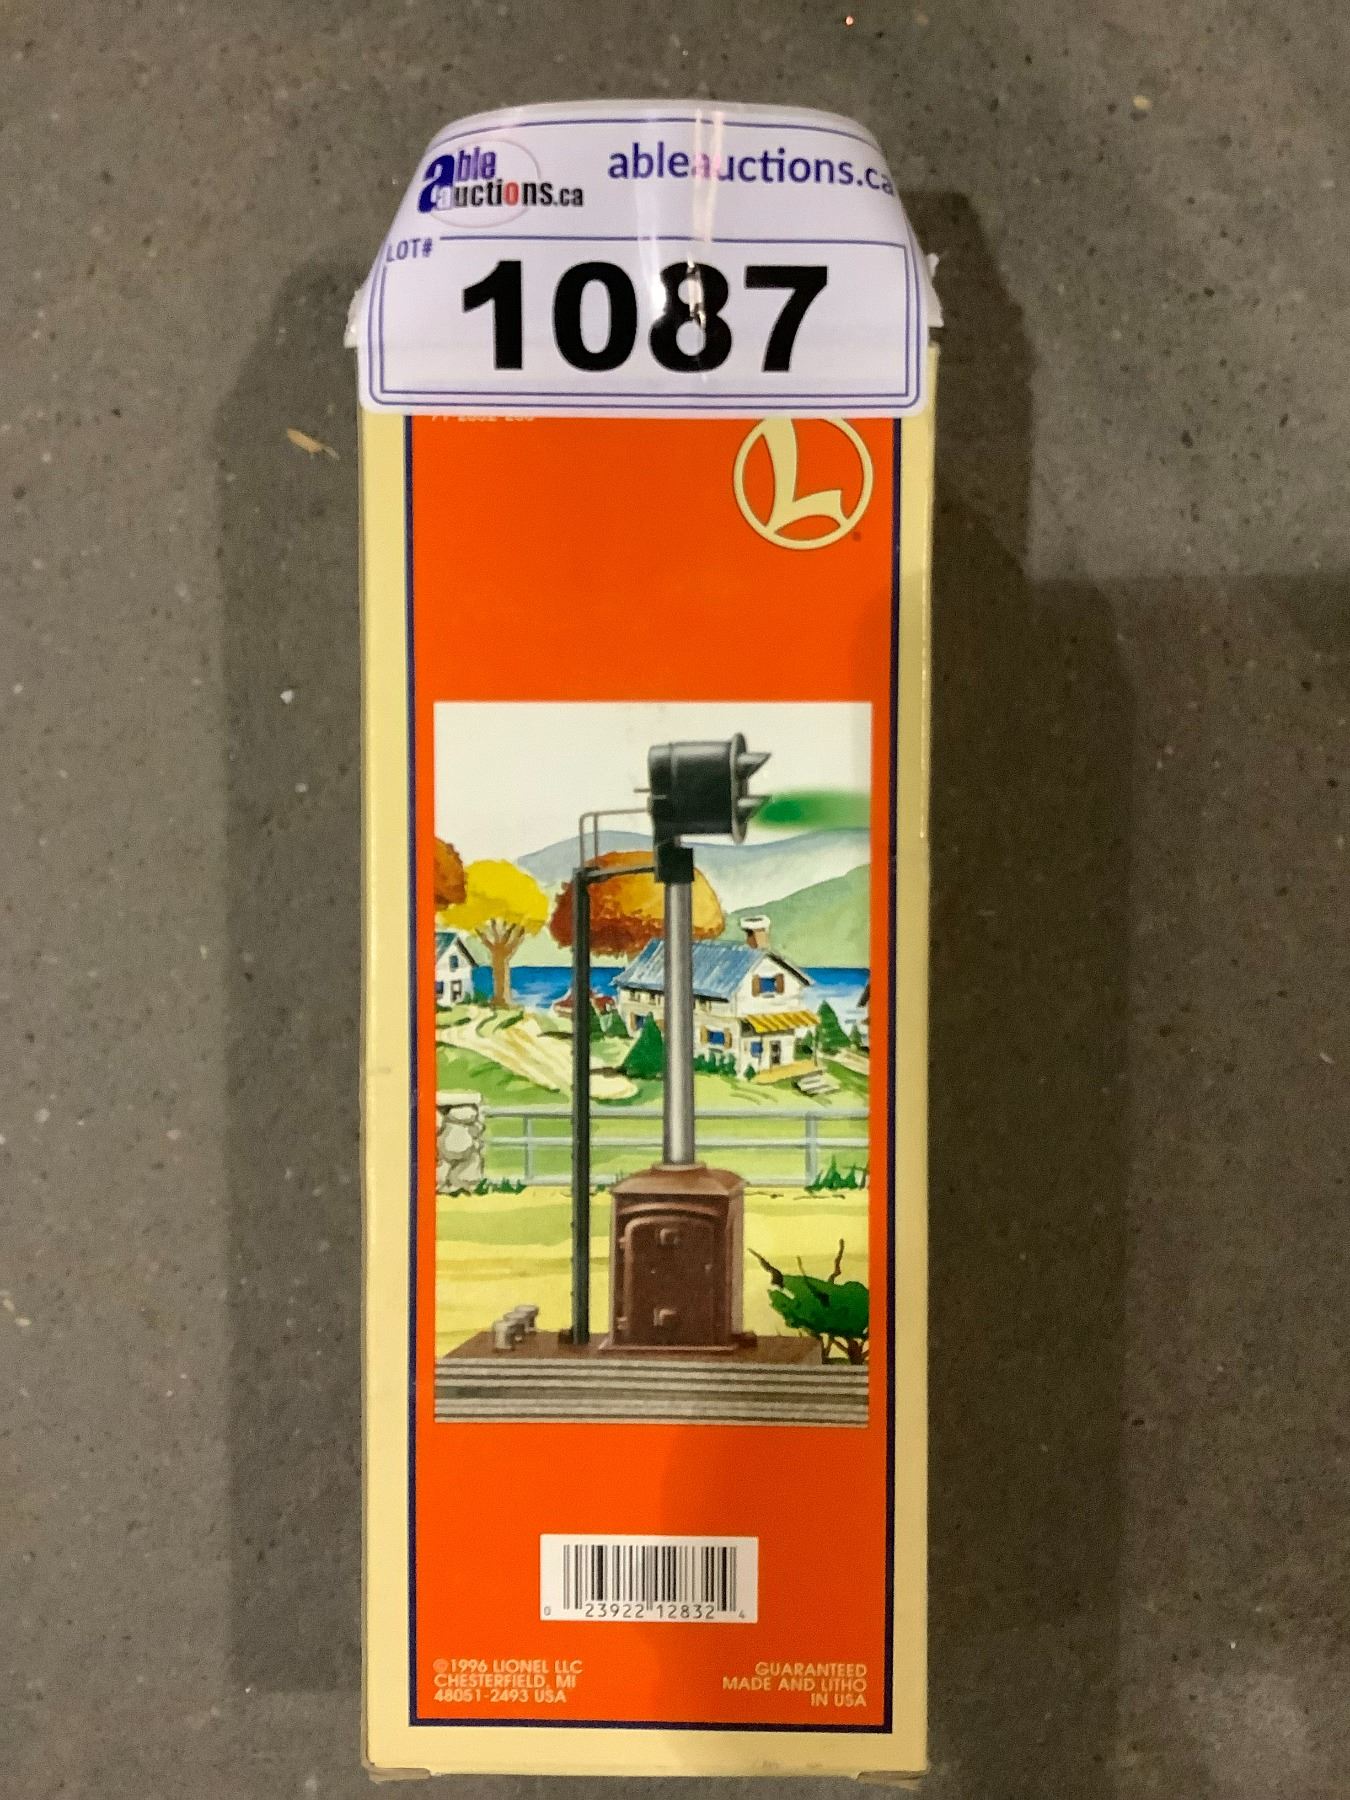 able
auctions.ca
ableauctions.ca
LOT#
1087
L
0 23922 12832 4
©1996 LIONEL LLC
CHESTERFIELD, MI
48051-2493 USA
GUARANTEED
MADE AND LITHO
IN USA